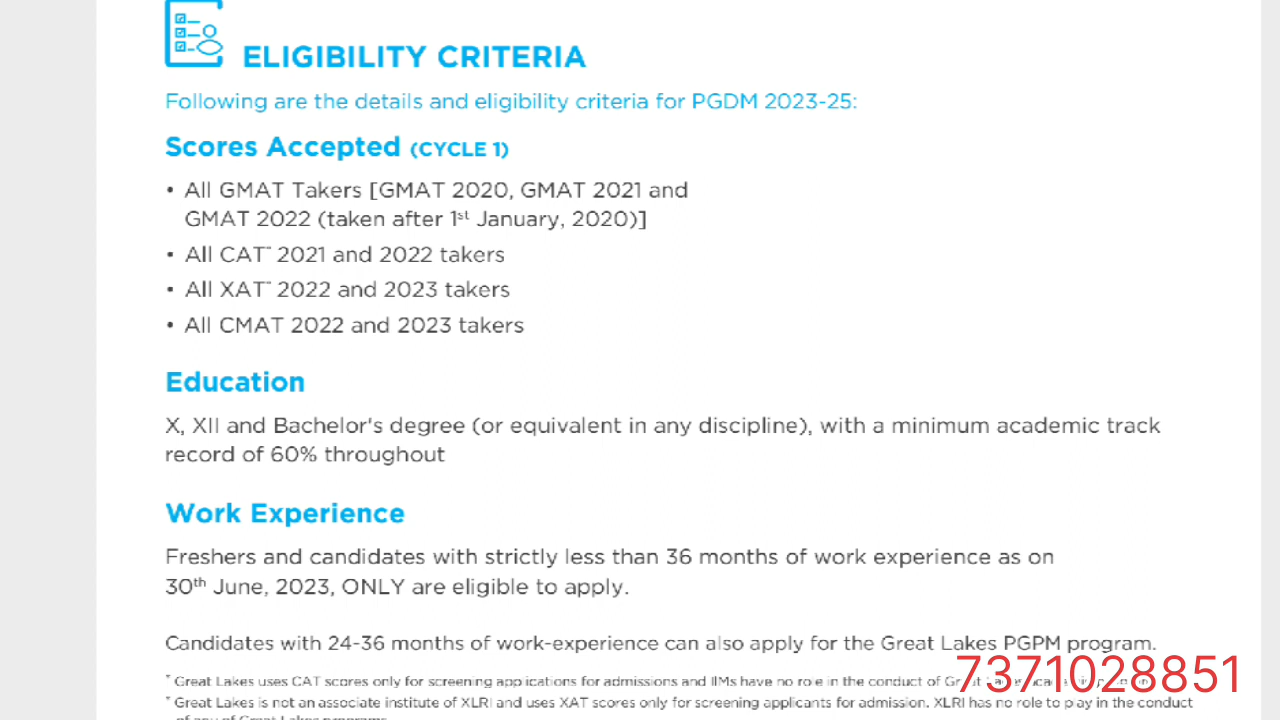 ELIGIBILITY CRITERIA
Following are the details and eligibility criteria for PGDM 2023-25:
Scores Accepted (CYCLE 1)
• All GMAT Takers [GMAT 2020, GMAT 2021 and
GMAT 2022 (taken after 1st January, 2020)]
• All CAT* 2021 and 2022 takers
• All XAT* 2022 and 2023 takers
• All CMAT 2022 and 2023 takers
Education
X, XII and Bachelor's degree (or equivalent in any discipline), with a minimum academic track
record of 60% throughout
Work Experience
Freshers and candidates with strictly less than 36 months of work experience as on
30th June, 2023, ONLY are eligible to apply.
Candidates with 24-36 months of work-experience can also apply for the Great Lakes PGPM program.
7371028851
* Great Lakes uses CAT scores only for screening applications for admissions and IIMs have no role in the conduct of
* Great Lakes is not an associate institute of XLRI and uses XAT scores only for screening applicants for admission. XLRI has no role to play in the conduct
of any of Great Lakes programs